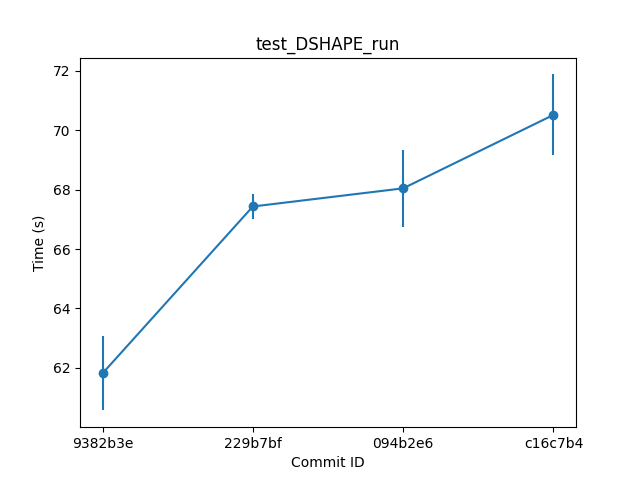 test_DSHAPE_run
72
70
68
66
64
62
Time (s)
9382b3e
229b7bf
094b2e6
c16c7b4
Commit ID